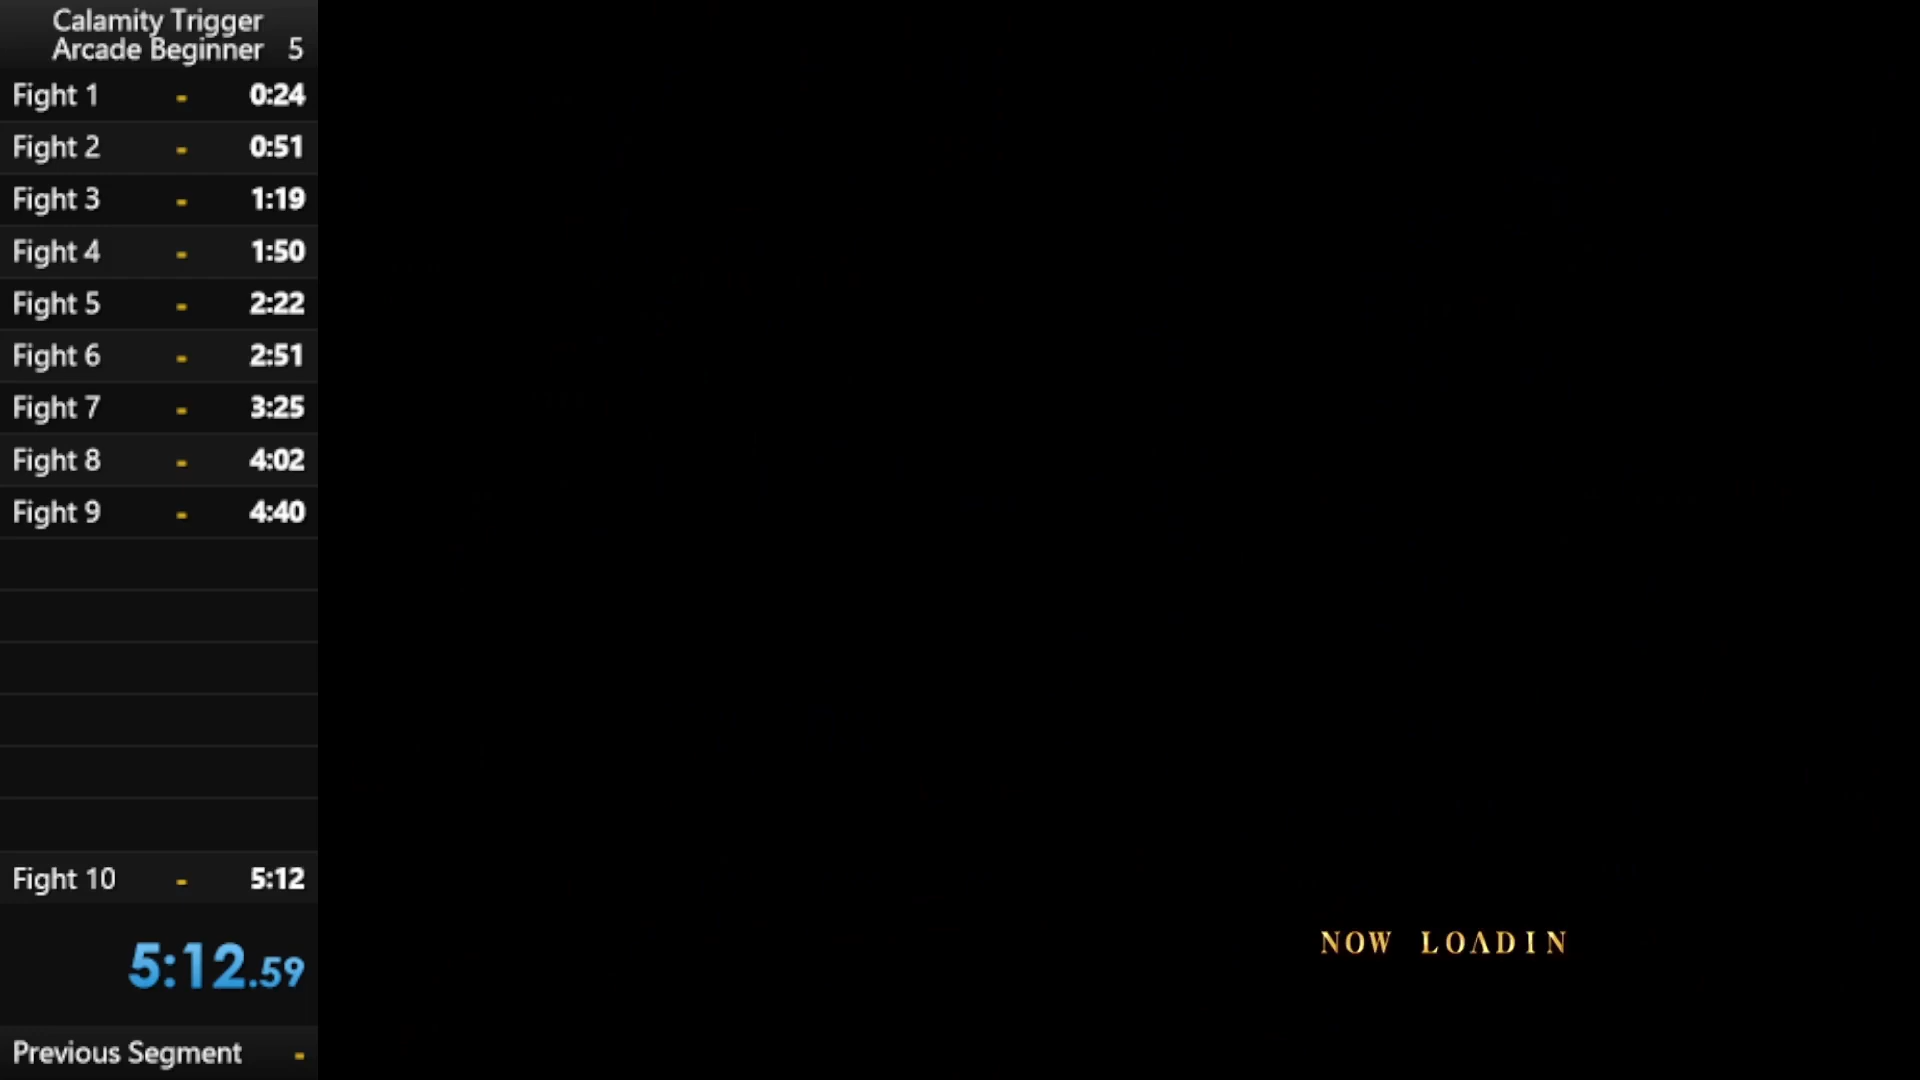 Calamity Trigger
Arcade Beginner 5
Fight 1 - 0:24
Fight 2 - 0:51
Fight 3 - 1:19
Fight 4 - 1:50
Fight 5 - 2:22
Fight 6 - 2:51
Fight 7 - 3:25
Fight 8 - 4:02
Fight 9 - 4:40
Fight 10 - 5:12
5:12.59
Previous Segment -
NOW LOADIN